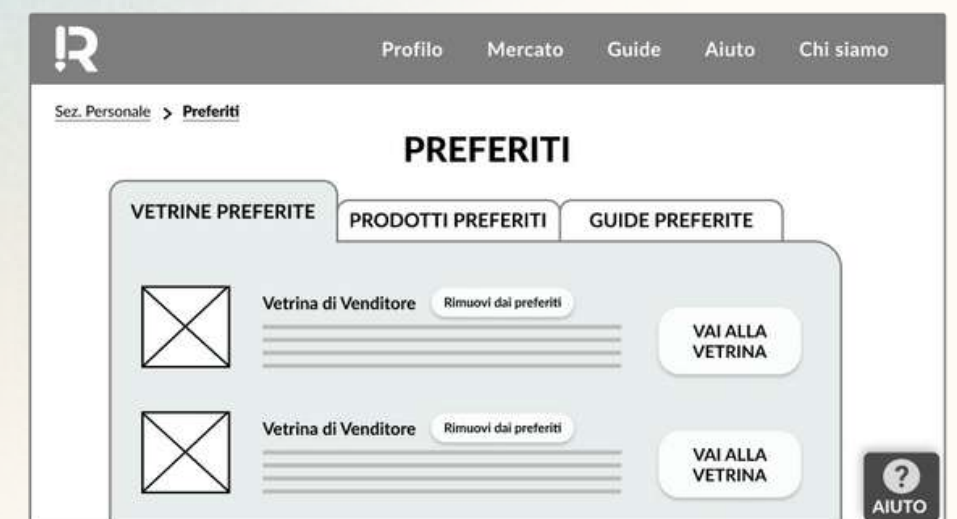 R
Profilo Mercato Guide Aiuto Chi siamo
Sez. Personale > Preferiti
PREFERITI
VETRINE PREFERITE PRODOTTI PREFERITI GUIDE PREFERITE
Vetrina di Venditore Rimuovi dai preferiti
VAI ALLA
VETRINA
Vetrina di Venditore Rimuovi dai preferiti
VAI ALLA
VETRINA
?
AIUTO